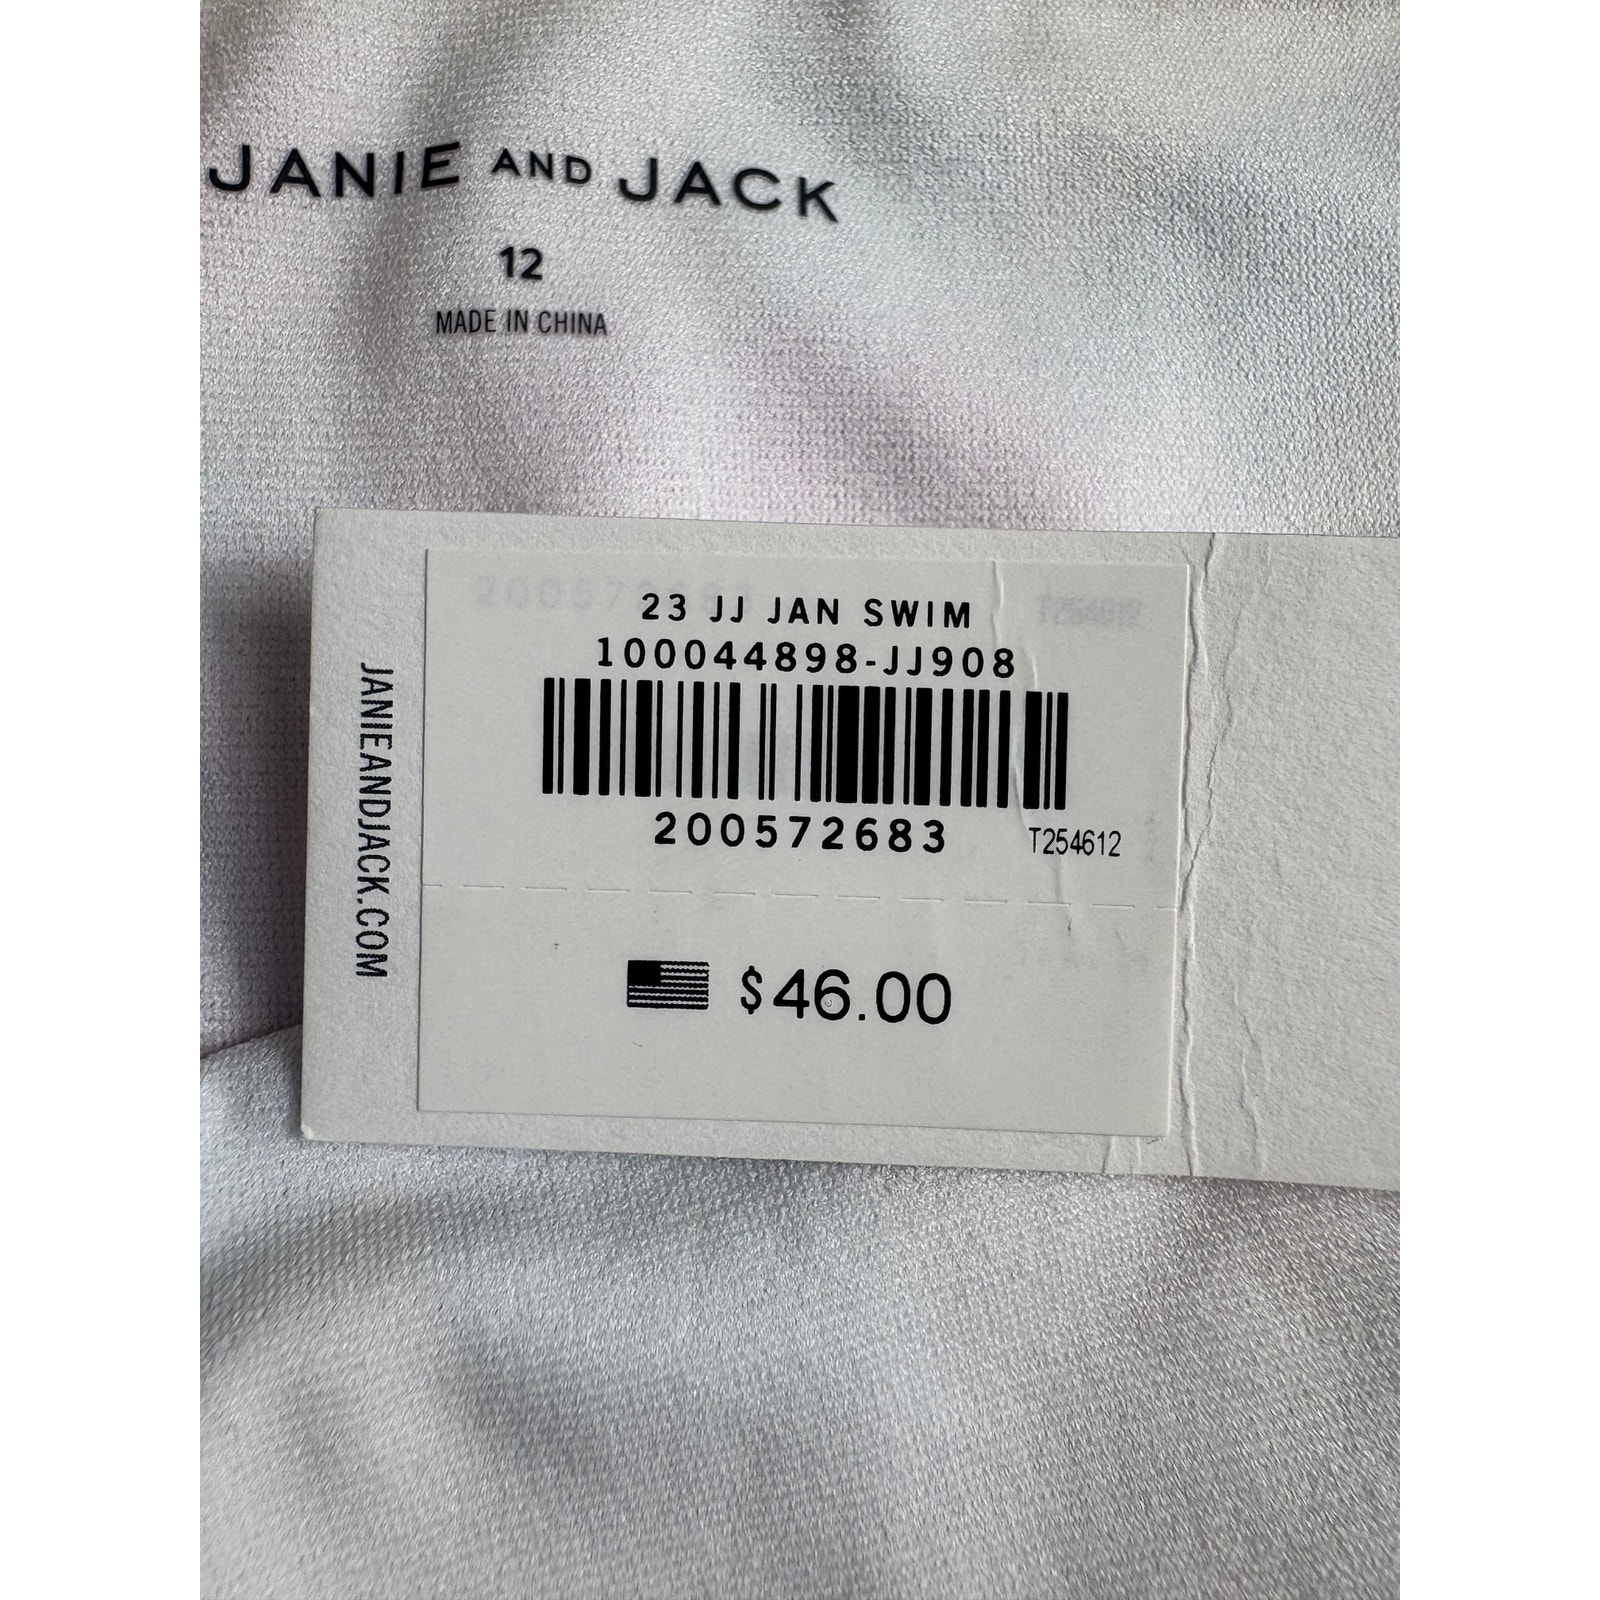 JANIE AND JACK
12
MADE IN CHINA
JANIEANDJACK.COM
23 JJ JAN SWIM
100044898-JJ908
200572683
T254612
$46.00